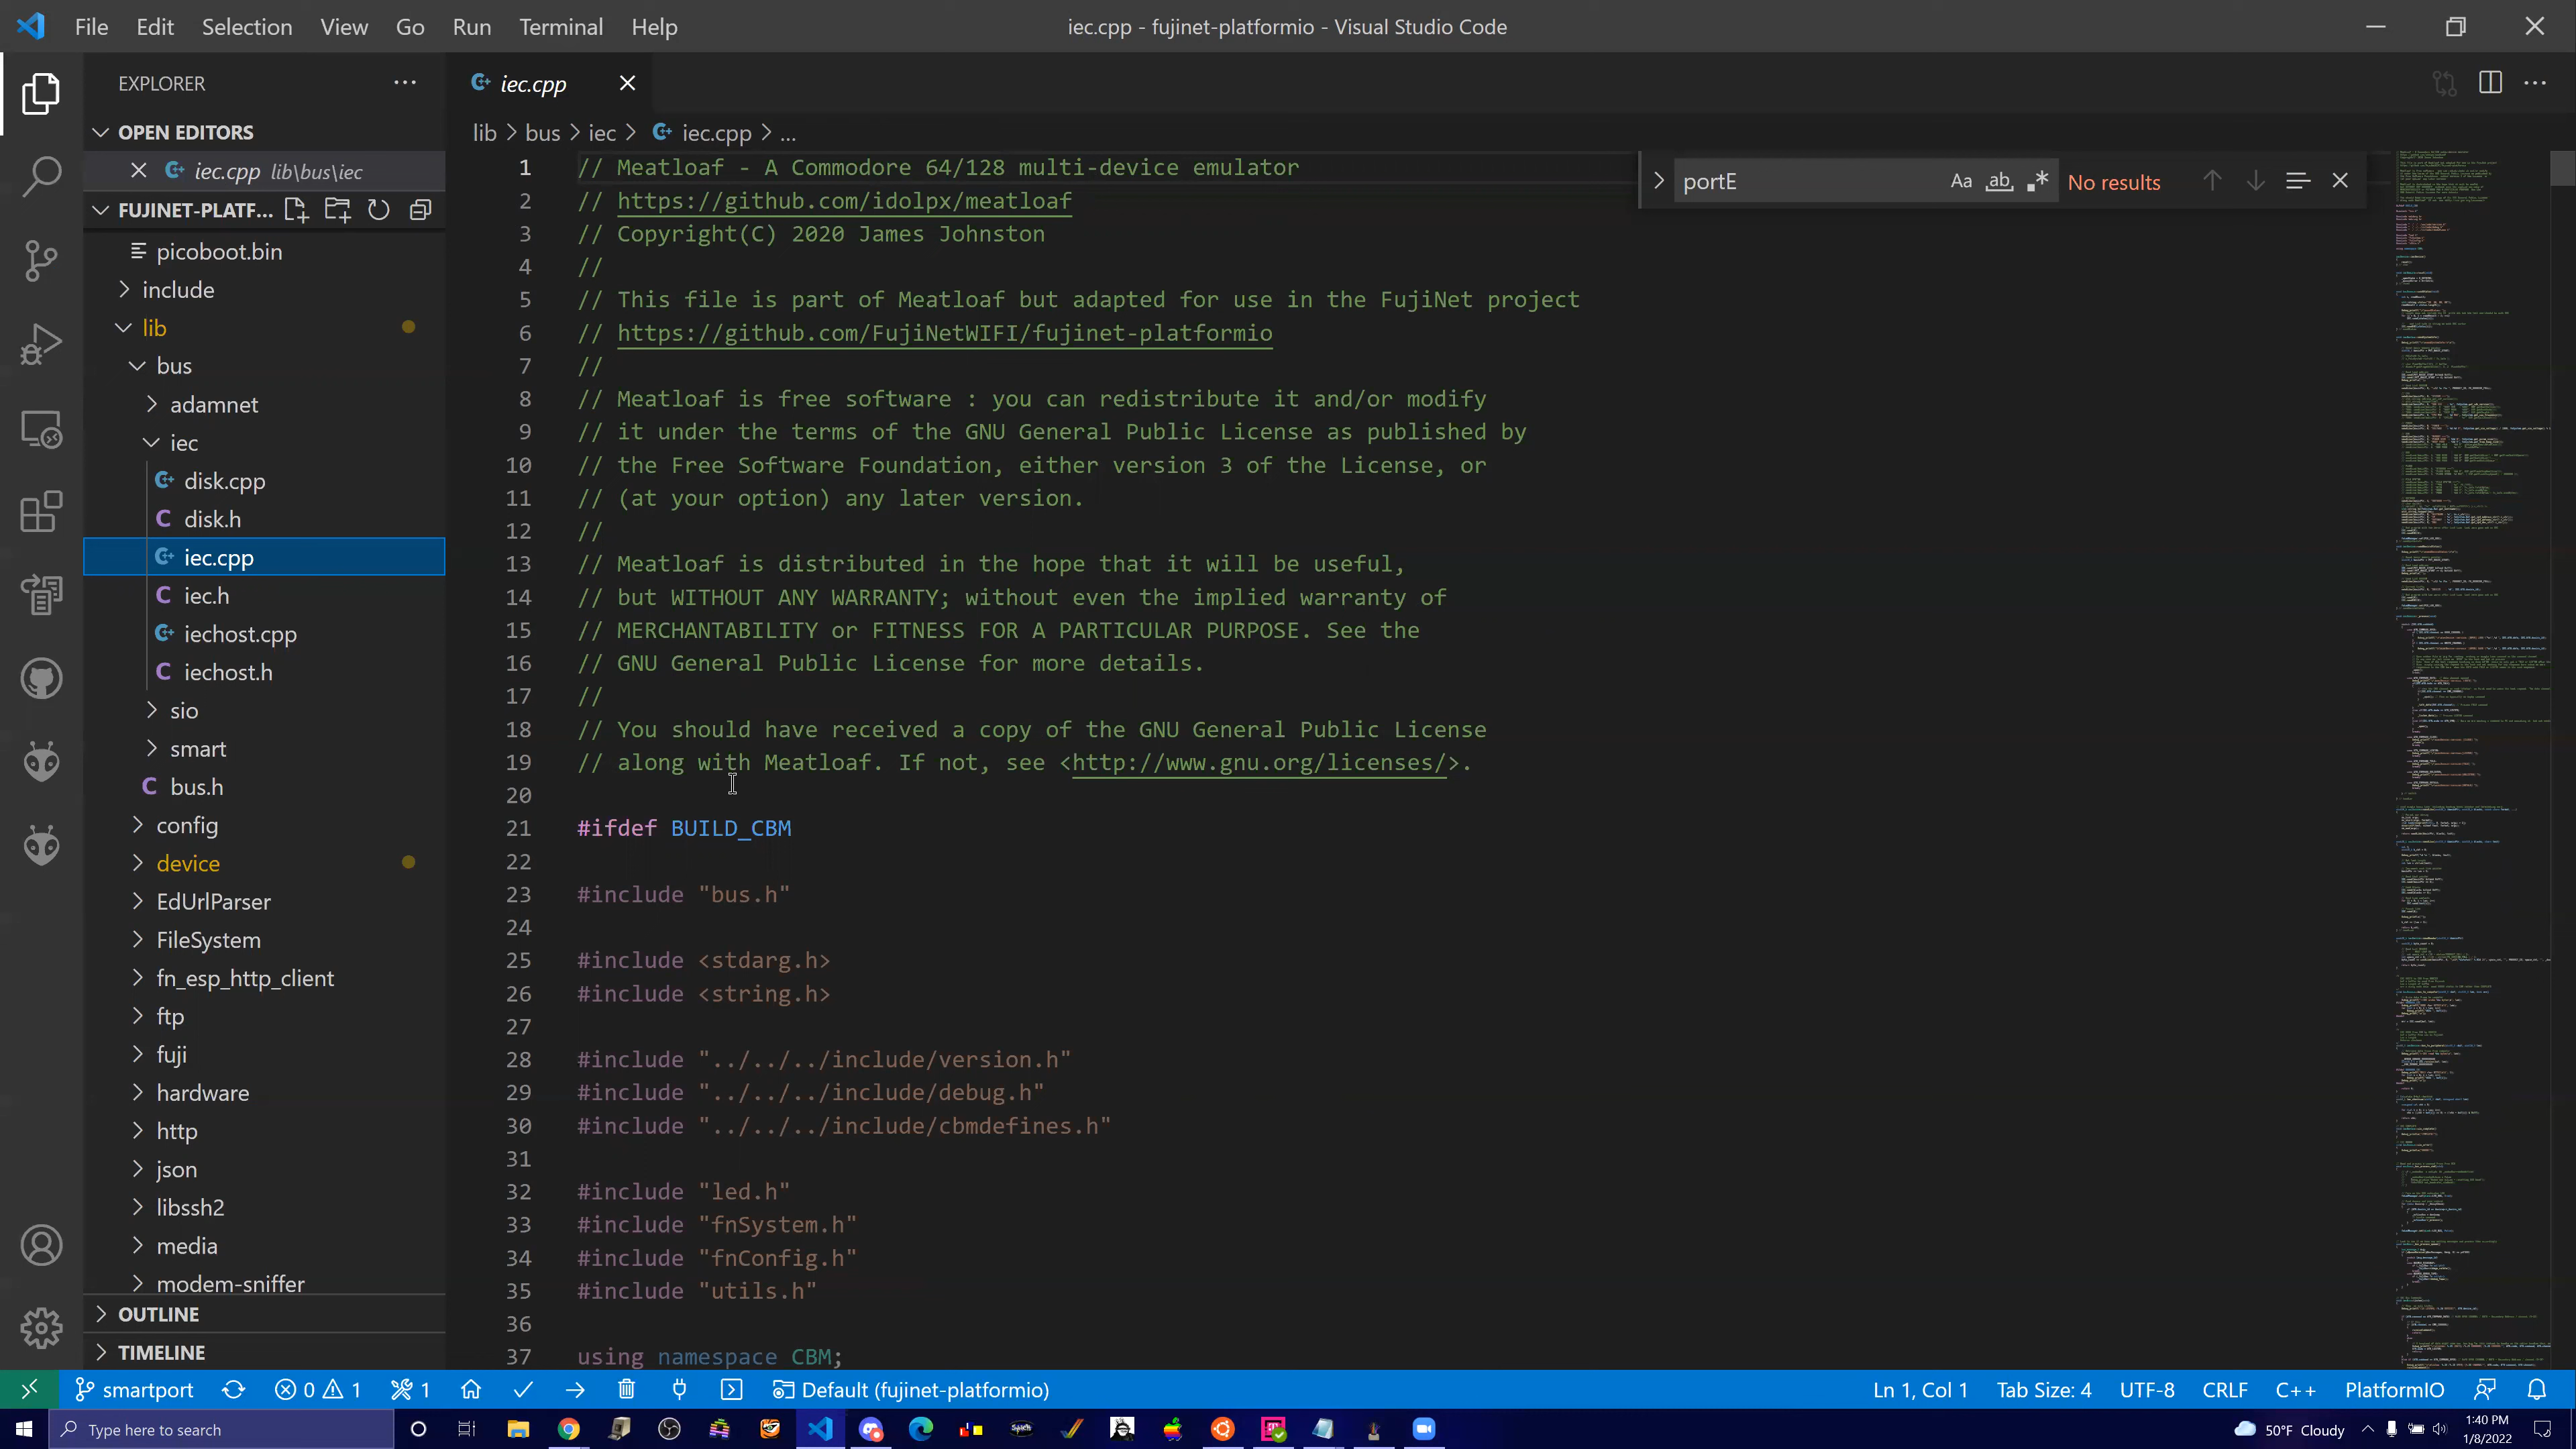 File Edit Selection View Go Run Terminal Help
iec.cpp - fujinet-platformio - Visual Studio Code
EXPLORER
OPEN EDITORS
iec.cpp lib\bus\iec
FUJINET-PLATF...
picoboot.bin
include
lib
bus
adamnet
iec
disk.cpp
disk.h
iec.cpp
iec.h
iechost.cpp
iechost.h
sio
smart
bus.h
config
device
EdUrlParser
FileSystem
fn_esp_http_client
ftp
fuji
hardware
http
json
libssh2
media
modem-sniffer
OUTLINE
TIMELINE
iec.cpp
lib > bus > iec > iec.cpp > ...
portE Aa ab No results
1 // Meatloaf - A Commodore 64/128 multi-device emulator
2 // https://github.com/idolpx/meatloaf
3 // Copyright(C) 2020 James Johnston
4 //
5 // This file is part of Meatloaf but adapted for use in the FujiNet project
6 // https://github.com/FujiNetWIFI/fujinet-platformio
7 //
8 // Meatloaf is free software : you can redistribute it and/or modify
9 // it under the terms of the GNU General Public License as published by
10 // the Free Software Foundation, either version 3 of the License, or
11 // (at your option) any later version.
12 //
13 // Meatloaf is distributed in the hope that it will be useful,
14 // but WITHOUT ANY WARRANTY; without even the implied warranty of
15 // MERCHANTABILITY or FITNESS FOR A PARTICULAR PURPOSE. See the
16 // GNU General Public License for more details.
17 //
18 // You should have received a copy of the GNU General Public License
19 // along with Meatloaf. If not, see <http://www.gnu.org/licenses/>.
20
21 #ifdef BUILD_CBM
22
23 #include "bus.h"
24
25 #include <stdarg.h>
26 #include <string.h>
27
28 #include "../../../include/version.h"
29 #include "../../../include/debug.h"
30 #include "../../../include/cbmdefines.h"
31
32 #include "led.h"
33 #include "fnSystem.h"
34 #include "fnConfig.h"
35 #include "utils.h"
36
37 using namespace CBM;
smartport 0 1 1 Default (fujinet-platformio) Ln 1, Col 1 Tab Size: 4 UTF-8 CRLF C++ PlatformIO
Type here to search
50°F Cloudy
1:40 PM
1/8/2022